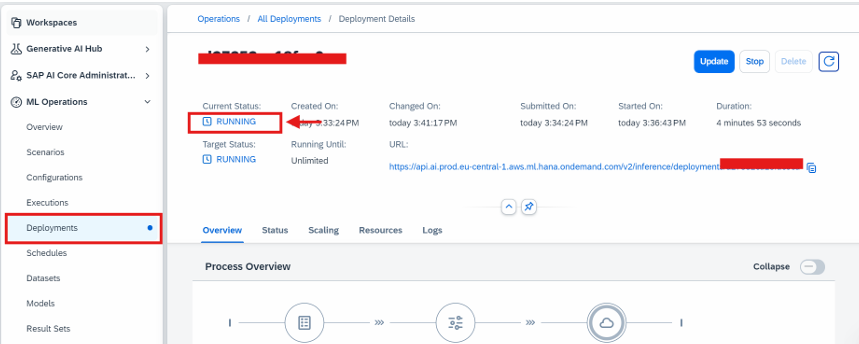 Workspaces
Generative AI Hub
SAP AI Core Administrat...
ML Operations
Overview
Scenarios
Configurations
Executions
Deployments
Schedules
Datasets
Models
Result Sets
Operations / All Deployments / Deployment Details
Update Stop Delete
Current Status: Created On: Changed On: Submitted On: Started On: Duration:
RUNNING 3:33:24 PM today 3:41:17 PM today 3:34:24 PM today 3:36:43 PM 4 minutes 53 seconds
Target Status: Running Until: URL:
RUNNING Unlimited https://api.ai.prod.eu-central-1.aws.ml.hana.ondemand.com/v2/inference/deployment
Overview Status Scaling Resources Logs
Process Overview Collapse